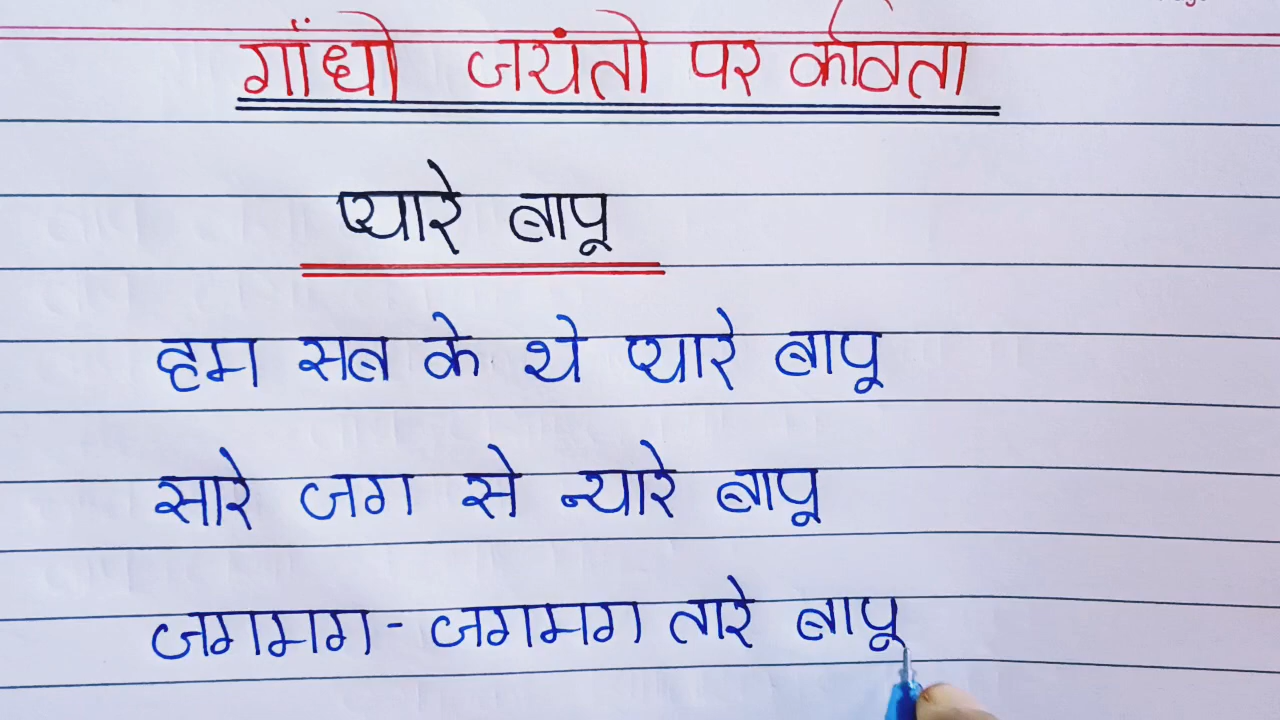 गाँधी जयंती पर कविता
प्यारे बापू
हम सब के थे प्यारे बापू
सारे जग से न्यारे बापू
जगमग-जगमग तारे बापू